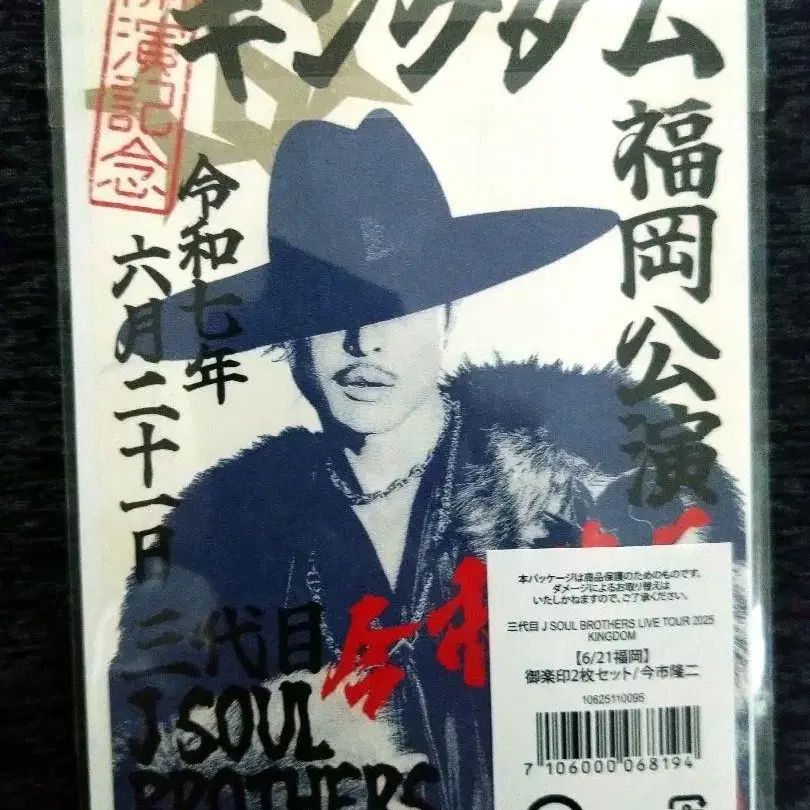 キングダム
福岡公演
演記念
令和七年
六月二十一日
三代目
J SOUL
BROTHERS
今市
本パッケージは商品保護のためのものです。
ダメージによるお取り替えは
いたしかねますので、ご了承ください。
三代目 J SOUL BROTHERS LIVE TOUR 2025
KINGDOM
【6/21福岡】
御楽印2枚セット/今市隆二
10625110095
7 106000 068194